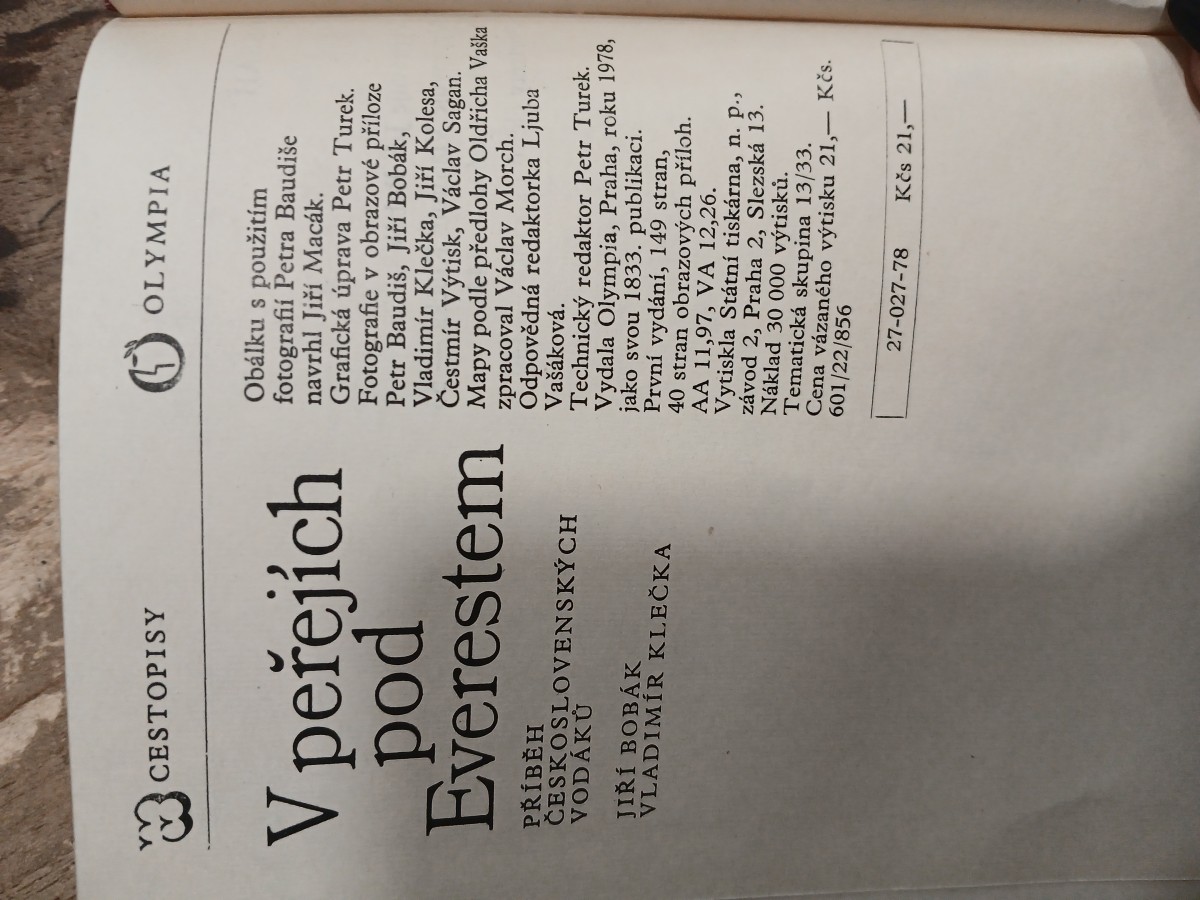 CESTOPISY
OLYMPIA
V peřejích
pod
Everestem
PŘÍBĚH
ČESKOSLOVENSKÝCH
VODÁKŮ
JIŘÍ BOBÁK
VLADIMÍR KLEČKA
Obálku s použitím
fotografií Petra Baudiše
navrhl Jiří Macák.
Grafická úprava Petr Turek.
Fotografie v obrazové příloze
Petr Baudiš, Jiří Bobák,
Vladimír Klečka, Jiří Kolesa,
Čestmír Výtisk, Václav Sagan.
Mapy podle předlohy Oldřicha Vaška
zpracoval Václav Morch.
Odpovědná redaktorka Ljuba
Vašáková.
Technický redaktor Petr Turek.
Vydala Olympia, Praha, roku 1978,
jako svou 1833. publikaci.
První vydání, 149 stran,
40 stran obrazových příloh.
AA 11,97, VA 12,26.
Vytiskla Státní tiskárna, n. p.,
závod 2, Praha 2, Slezská 13.
Náklad 30 000 výtisků.
Tematická skupina 13/33.
Cena vázaného výtisku 21,— Kčs.
601/22/856
27-027-78 Kčs 21,—